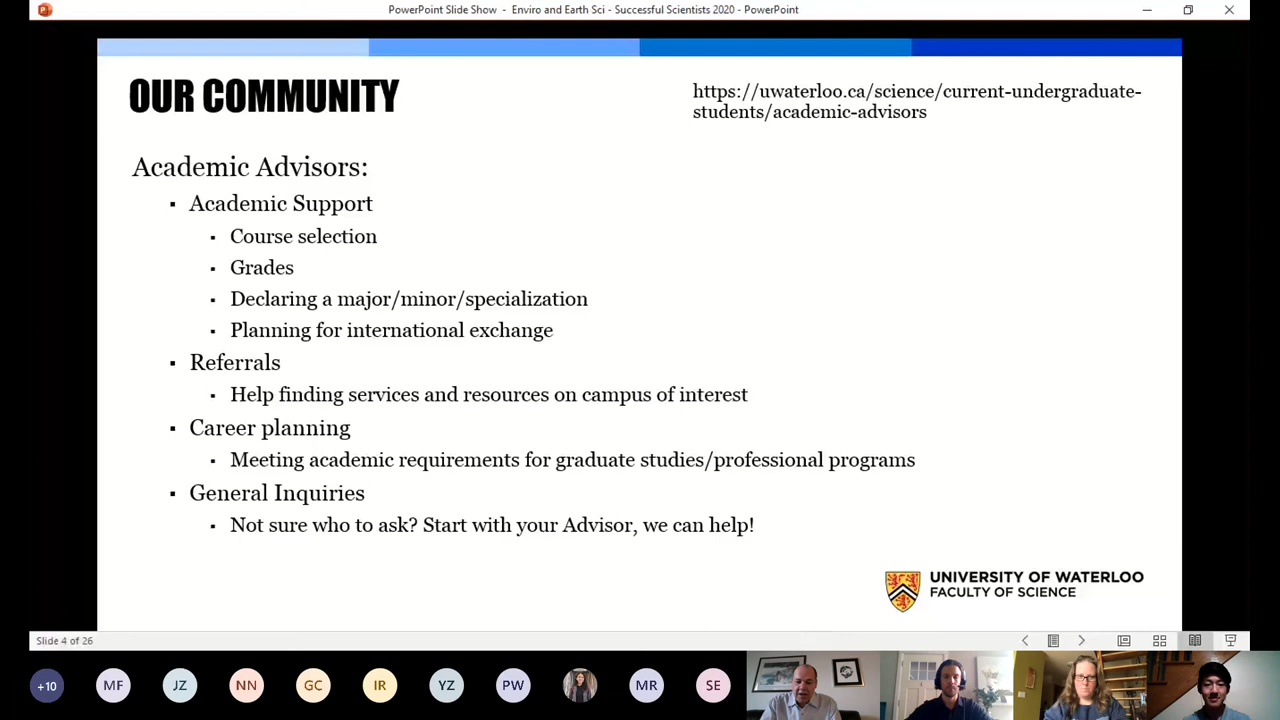 PowerPoint Slide Show - Enviro and Earth Sci - Successful Scientists 2020 - PowerPoint
OUR COMMUNITY
https://uwaterloo.ca/science/current-undergraduate-
students/academic-advisors
Academic Advisors:
▪ Academic Support
▪ Course selection
▪ Grades
▪ Declaring a major/minor/specialization
▪ Planning for international exchange
▪ Referrals
▪ Help finding services and resources on campus of interest
▪ Career planning
▪ Meeting academic requirements for graduate studies/professional programs
▪ General Inquiries
▪ Not sure who to ask? Start with your Advisor, we can help!
UNIVERSITY OF WATERLOO
FACULTY OF SCIENCE
Slide 4 of 26
+10 MF JZ NN GC IR YZ PW MR SE